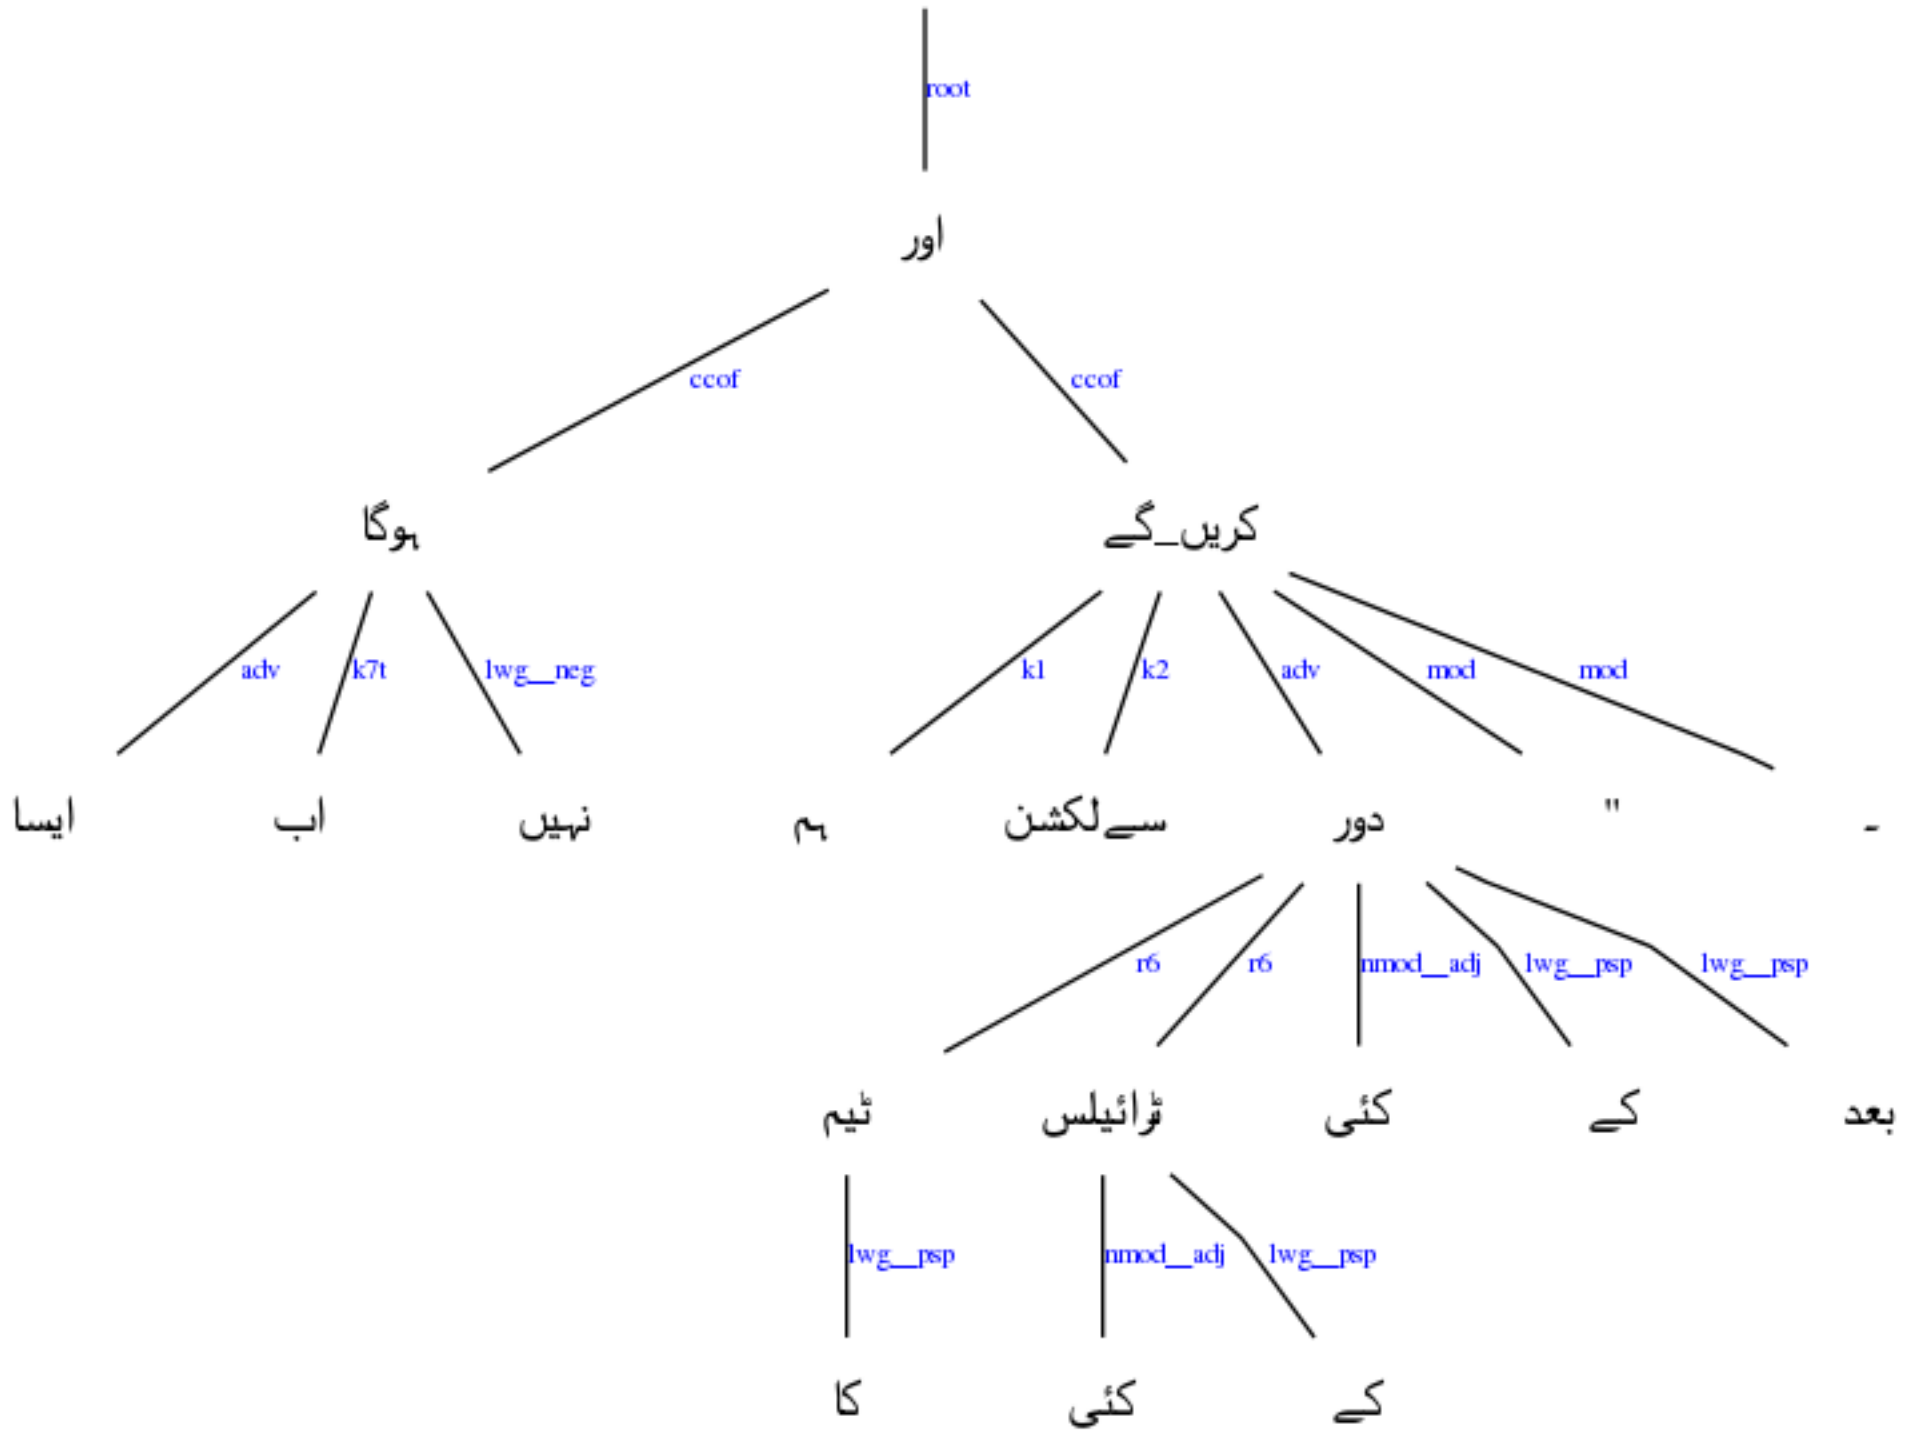 root
اور
ccof ccof
ہوگا کریں_گے
adv k7t lwg__neg k1 k2 adv mod mod
ایسا اب نہیں ہم سےلکشن دور " ۔
r6 r6 nmod__adj lwg__psp lwg__psp
ٹیم ٹرائیلس کئی کے بعد
lwg__psp nmod__adj lwg__psp
کا کئی کے